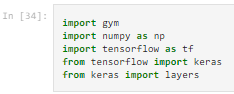 In [34]:
import gym
import numpy as np
import tensorflow as tf
from tensorflow import keras
from keras import layers